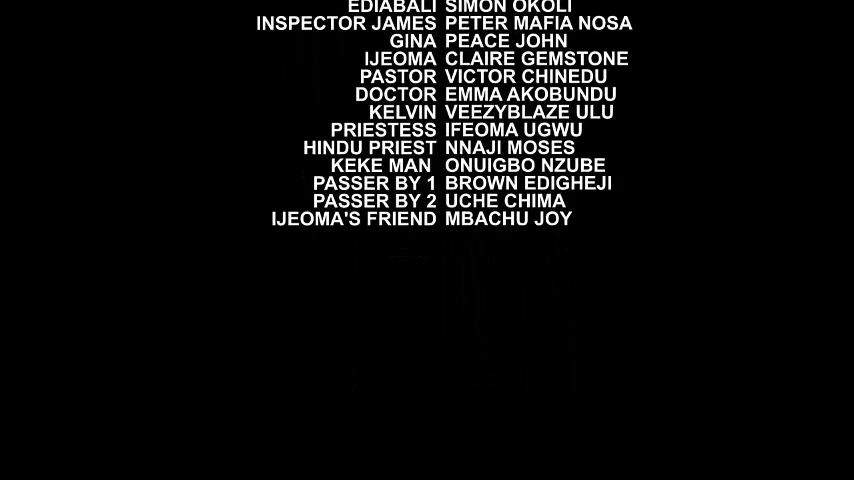 EDIABALI SIMON OKOLI
INSPECTOR JAMES PETER MAFIA NOSA
GINA PEACE JOHN
IJEOMA CLAIRE GEMSTONE
PASTOR VICTOR CHINEDU
DOCTOR EMMA AKOBUNDU
KELVIN VEEZYBLAZE ULU
PRIESTESS IFEOMA UGWU
HINDU PRIEST NNAJI MOSES
KEKE MAN ONUIGBO NZUBE
PASSER BY 1 BROWN EDIGHEJI
PASSER BY 2 UCHE CHIMA
IJEOMA'S FRIEND MBACHU JOY